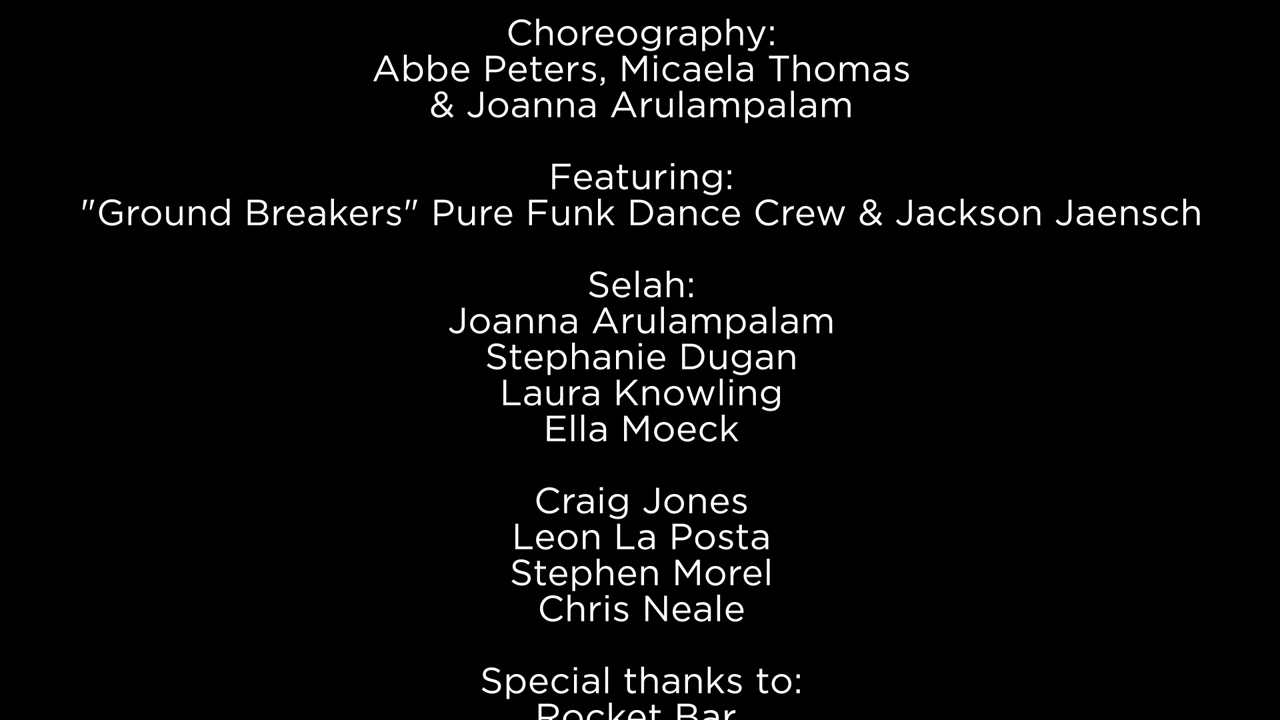 Choreography:
Abbe Peters, Micaela Thomas
& Joanna Arulampalam
Featuring:
"Ground Breakers" Pure Funk Dance Crew & Jackson Jaensch
Selah:
Joanna Arulampalam
Stephanie Dugan
Laura Knowling
Ella Moeck
Craig Jones
Leon La Posta
Stephen Morel
Chris Neale
Special thanks to:
Rocket Bar